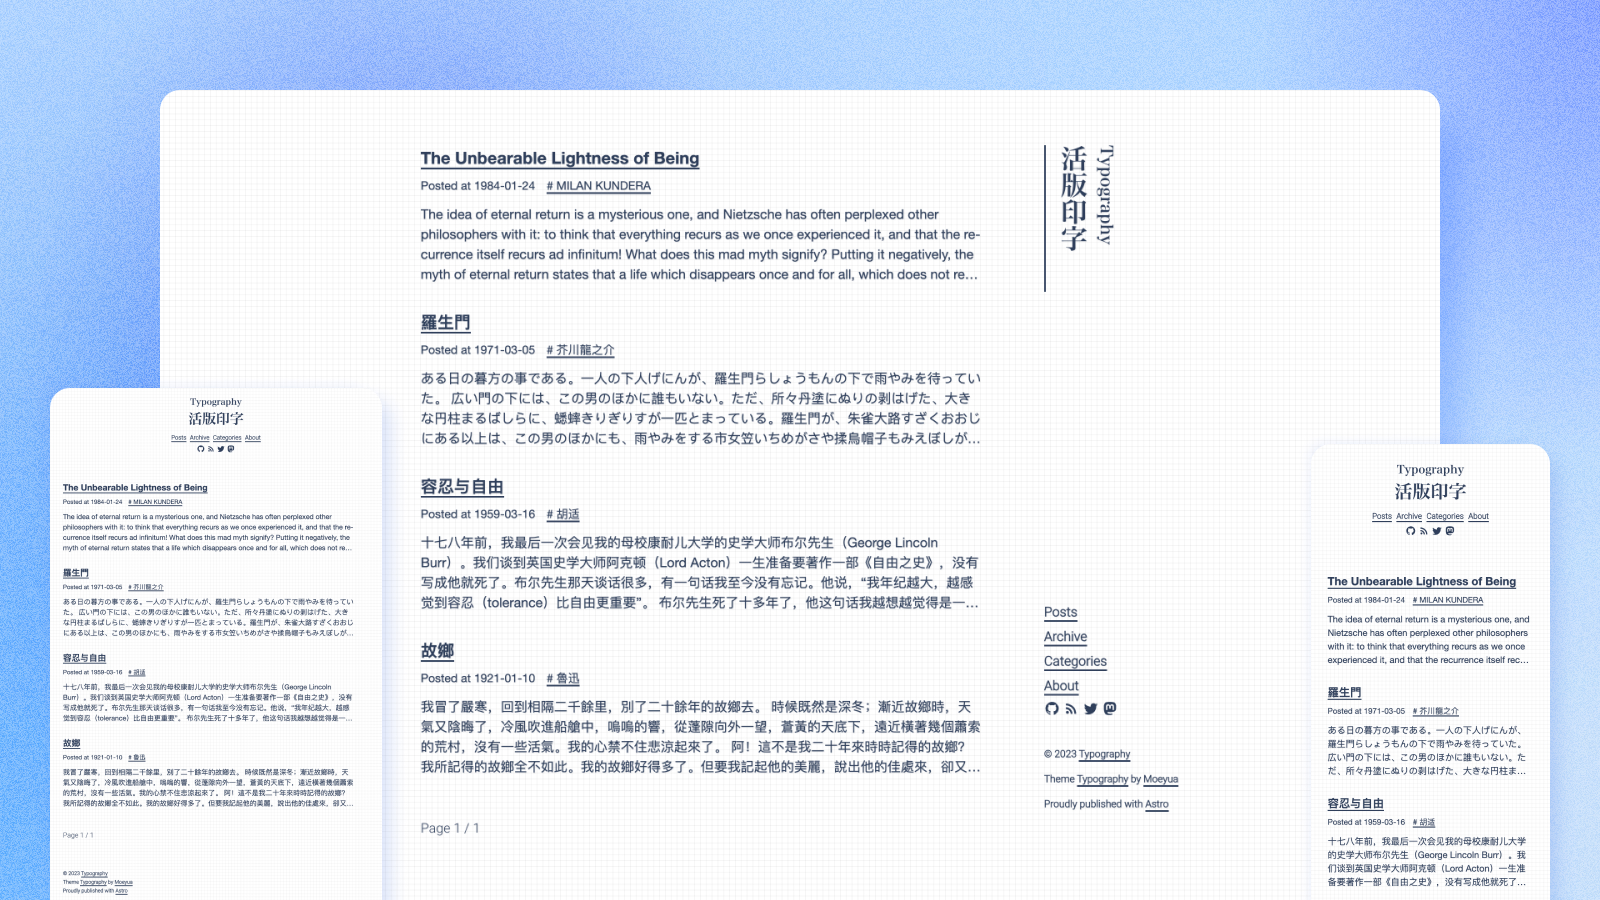 The Unbearable Lightness of Being
Posted at 1984-01-24 # MILAN KUNDERA
The idea of eternal return is a mysterious one, and Nietzsche has often perplexed other
philosophers with it: to think that everything recurs as we once experienced it, and that the re-
currence itself recurs ad infinitum! What does this mad myth signify? Putting it negatively, the
myth of eternal return states that a life which disappears once and for all, which does not re…
羅生門
Posted at 1971-03-05 # 芥川龍之介
ある日の暮方の事である。一人の下人げにんが、羅生門らしょうもんの下で雨やみを待ってい
た。 広い門の下には、この男のほかに誰もいない。ただ、所々丹塗にぬりの剥はげた、大き
な円柱まるばしらに、蟋蟀きりぎりすが一匹とまっている。羅生門が、朱雀大路すざくおおじ
にある以上は、この男のほかにも、雨やみをする市女笠いちめがさや揉烏帽子もみえぼしが…
容忍与自由
Posted at 1959-03-16 # 胡适
十七八年前，我最后一次会见我的母校康耐儿大学的史学大师布尔先生（George Lincoln
Burr）。我们谈到英国史学大师阿克顿（Lord Acton）一生准备要著作一部《自由之史》，没有
写成他就死了。布尔先生那天谈话很多，有一句话我至今没有忘记。他说，“我年纪越大，越感
觉到容忍（tolerance）比自由更重要”。 布尔先生死了十多年了，他这句话我越想越觉得是一…
故鄉
Posted at 1921-01-10 # 魯迅
我冒了嚴寒，回到相隔二千餘里，別了二十餘年的故鄉去。 時候既然是深冬；漸近故鄉時，天
氣又陰晦了，冷風吹進船艙中，嗚嗚的響，從蓬隙向外一望，蒼黃的天底下，遠近橫著幾個蕭索
的荒村，沒有一些活氣。我的心禁不住悲涼起來了。 阿！這不是我二十年來時時記得的故鄉？
我所記得的故鄉全不如此。我的故鄉好得多了。但要我記起他的美麗，說出他的佳處來，卻又…
Page 1 / 1
Typography
活版印字
Posts
Archive
Categories
About
© 2023 Typography
Theme Typography by Moeyua
Proudly published with Astro
Typography
活版印字
Posts Archive Categories About
The Unbearable Lightness of Being
Posted at 1984-01-24 # MILAN KUNDERA
The idea of eternal return is a mysterious one, and Nietzsche has often perplexed other
philosophers with it: to think that everything recurs as we once experienced it, and that the re-
currence itself recurs ad infinitum! What does this mad myth signify? Putting it negatively, the
myth of eternal return states that a life which disappears once and for all, which does not re…
羅生門
Posted at 1971-03-05 # 芥川龍之介
ある日の暮方の事である。一人の下人げにんが、羅生門らしょうもんの下で雨やみを待ってい
た。 広い門の下には、この男のほかに誰もいない。ただ、所々丹塗にぬりの剥はげた、大き
な円柱まるばしらに、蟋蟀きりぎりすが一匹とまっている。羅生門が、朱雀大路すざくおおじ
にある以上は、この男のほかにも、雨やみをする市女笠いちめがさや揉烏帽子もみえぼしが…
容忍与自由
Posted at 1959-03-16 # 胡适
十七八年前，我最后一次会见我的母校康耐儿大学的史学大师布尔先生（George Lincoln
Burr）。我们谈到英国史学大师阿克顿（Lord Acton）一生准备要著作一部《自由之史》，没有
写成他就死了。布尔先生那天谈话很多，有一句话我至今没有忘记。他说，“我年纪越大，越感
觉到容忍（tolerance）比自由更重要”。 布尔先生死了十多年了，他这句话我越想越觉得是一…
故鄉
Posted at 1921-01-10 # 魯迅
我冒了嚴寒，回到相隔二千餘里，別了二十餘年的故鄉去。 時候既然是深冬；漸近故鄉時，天
氣又陰晦了，冷風吹進船艙中，嗚嗚的響，從蓬隙向外一望，蒼黃的天底下，遠近橫著幾個蕭索
的荒村，沒有一些活氣。我的心禁不住悲涼起來了。 阿！這不是我二十年來時時記得的故鄉？
我所記得的故鄉全不如此。我的故鄉好得多了。但要我記起他的美麗，說出他的佳處來，卻又…
Page 1 / 1
© 2023 Typography
Theme Typography by Moeyua
Proudly published with Astro
Typography
活版印字
Posts Archive Categories About
The Unbearable Lightness of Being
Posted at 1984-01-24 # MILAN KUNDERA
The idea of eternal return is a mysterious one, and
Nietzsche has often perplexed other philosophers
with it: to think that everything recurs as we once
experienced it, and that the recurrence itself rec…
羅生門
Posted at 1971-03-05 # 芥川龍之介
ある日の暮方の事である。一人の下人げにんが、
羅生門らしょうもんの下で雨やみを待っていた。
広い門の下には、この男のほかに誰もいない。た
だ、所々丹塗にぬりの剥はげた、大きな円柱ま…
容忍与自由
Posted at 1959-03-16 # 胡适
十七八年前，我最后一次会见我的母校康耐儿大学
的史学大师布尔先生（George Lincoln Burr）。我
们谈到英国史学大师阿克顿（Lord Acton）一生准
备要著作一部《自由之史》，没有写成他就死了…